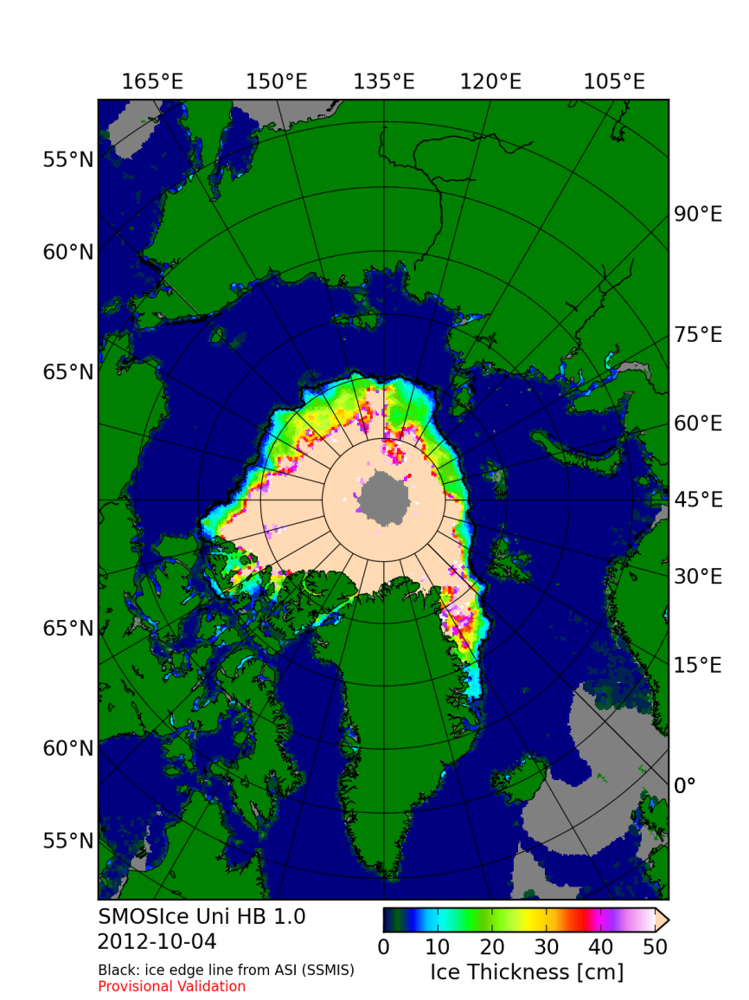 165°E 150°E 135°E 120°E 105°E
55°N
90°E
60°N
75°E
65°N
60°E
45°E
30°E
65°N
15°E
60°N
0°
55°N
SMOSIce Uni HB 1.0
2012-10-04
0 10 20 30 40 50
Black: ice edge line from ASI (SSMIS)
Ice Thickness [cm]
Provisional Validation